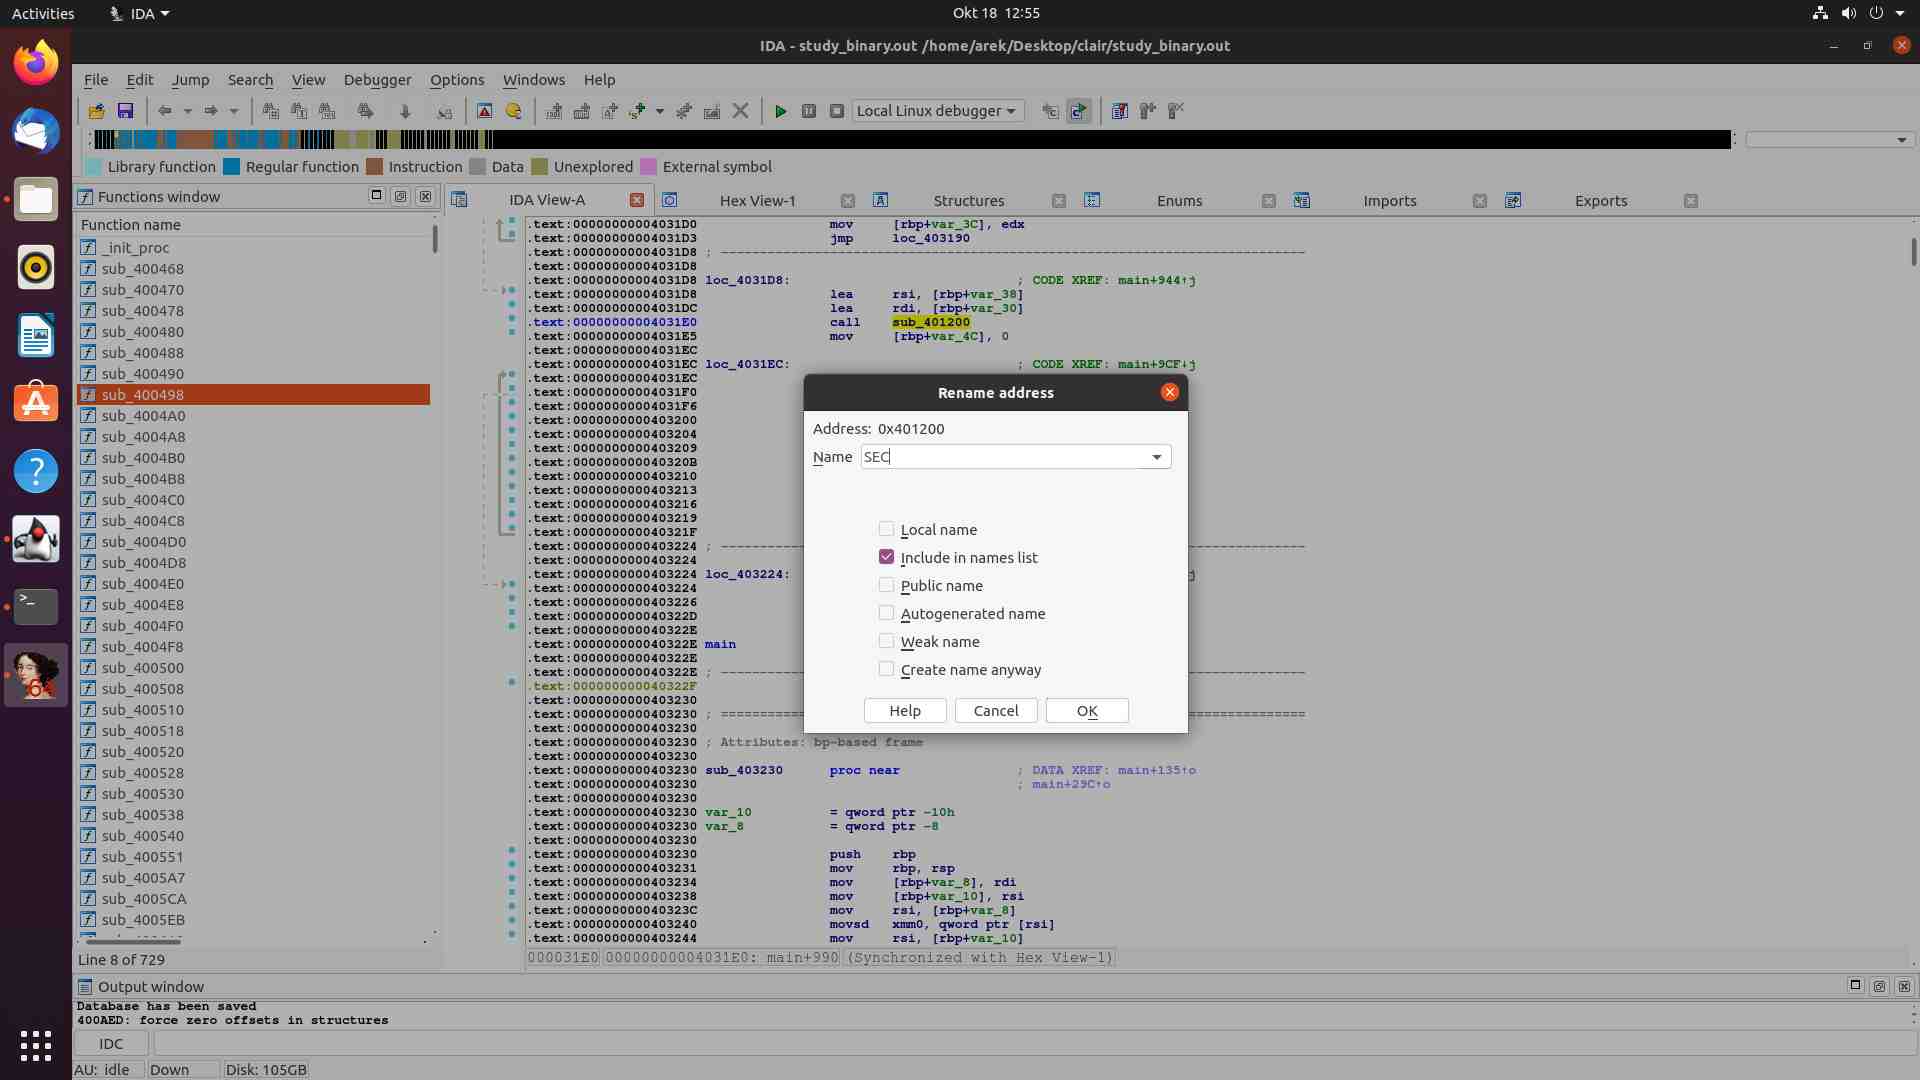 Activities IDA Okt 18 12:55
IDA - study_binary.out /home/arek/Desktop/clair/study_binary.out
File Edit Jump Search View Debugger Options Windows Help
Local Linux debugger
Library function Regular function Instruction Data Unexplored External symbol
Functions window
Function name
_init_proc
sub_400468
sub_400470
sub_400478
sub_400480
sub_400488
sub_400490
sub_400498
sub_4004A0
sub_4004A8
sub_4004B0
sub_4004B8
sub_4004C0
sub_4004C8
sub_4004D0
sub_4004D8
sub_4004E0
sub_4004E8
sub_4004F0
sub_4004F8
sub_400500
sub_400508
sub_400510
sub_400518
sub_400520
sub_400528
sub_400530
sub_400538
sub_400540
sub_400551
sub_4005A7
sub_4005CA
sub_4005EB
Line 8 of 729
IDA View-A Hex View-1 Structures Enums Imports Exports
.text:00000000004031D0 mov [rbp+var_3C], edx
.text:00000000004031D3 jmp loc_403190
.text:00000000004031D8 ; ---------------------------------------------------------------------------
.text:00000000004031D8
.text:00000000004031D8 loc_4031D8: ; CODE XREF: main+944↑j
.text:00000000004031D8 lea rsi, [rbp+var_38]
.text:00000000004031DC lea rdi, [rbp+var_30]
.text:00000000004031E0 call sub_401200
.text:00000000004031E5 mov [rbp+var_4C], 0
.text:00000000004031EC
.text:00000000004031EC loc_4031EC: ; CODE XREF: main+9CF↓j
.text:00000000004031EC
.text:00000000004031F0
.text:00000000004031F6
.text:0000000000403200
.text:0000000000403204
.text:0000000000403209
.text:000000000040320B
.text:0000000000403210
.text:0000000000403213
.text:0000000000403216
.text:0000000000403219
.text:000000000040321F
.text:0000000000403224 ; -----------
.text:0000000000403224
.text:0000000000403224 loc_403224: j
.text:0000000000403224
.text:0000000000403226
.text:000000000040322D
.text:000000000040322E
.text:000000000040322E main
.text:000000000040322E
.text:000000000040322E ; -----------
.text:000000000040322F
.text:0000000000403230
.text:0000000000403230 ; ===========
.text:0000000000403230
.text:0000000000403230 ; Attributes: bp-based frame
.text:0000000000403230
.text:0000000000403230 sub_403230 proc near ; DATA XREF: main+135↑o
.text:0000000000403230 ; main+29C↑o
.text:0000000000403230
.text:0000000000403230 var_10 = qword ptr -10h
.text:0000000000403230 var_8 = qword ptr -8
.text:0000000000403230
.text:0000000000403230 push rbp
.text:0000000000403231 mov rbp, rsp
.text:0000000000403234 mov [rbp+var_8], rdi
.text:0000000000403238 mov [rbp+var_10], rsi
.text:000000000040323C mov rsi, [rbp+var_8]
.text:0000000000403240 movsd xmm0, qword ptr [rsi]
.text:0000000000403244 mov rsi, [rbp+var_10]
000031E0 00000000004031E0: main+990 (Synchronized with Hex View-1)
Rename address
Address: 0x401200
Name SEC
Local name
Include in names list
Public name
Autogenerated name
Weak name
Create name anyway
Help Cancel OK
Output window
Database has been saved
400AED: force zero offsets in structures
IDC
AU: idle Down Disk: 105GB
64